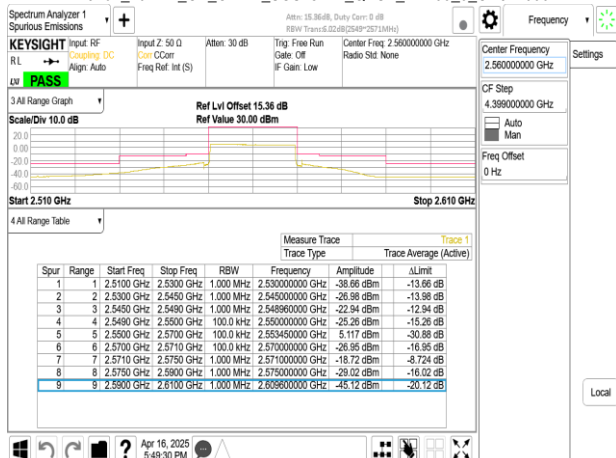 Spectrum Analyzer 1
Spurious Emissions
Attn: 15.36dB, Duty Corr: 0 dB
RBW Trans:6.02dB(2549~2571MHz)
Frequency
KEYSIGHT
RL
LXI PASS
Input: RF
Coupling: DC
Align: Auto
Input Z: 50 Ω
Corr CCorr
Freq Ref: Int (S)
Atten: 30 dB
Trig: Free Run
Gate: Off
IF Gain: Low
Center Freq: 2.560000000 GHz
Radio Std: None
Center Frequency
2.560000000 GHz
Settings
CF Step
4.399000000 GHz
Auto
Man
Freq Offset
0 Hz
Local
3 All Range Graph
Scale/Div 10.0 dB
Ref Lvl Offset 15.36 dB
Ref Value 30.00 dBm
20.0
0.00
-20.0
-40.0
-60.0
Start 2.510 GHz
Stop 2.610 GHz
4 All Range Table
Measure Trace Trace 1
Trace Type Trace Average (Active)
Spur Range Start Freq Stop Freq RBW Frequency Amplitude ΔLimit
1 1 2.5100 GHz 2.5300 GHz 1.000 MHz 2.530000000 GHz -38.66 dBm -13.66 dB
2 2 2.5300 GHz 2.5450 GHz 1.000 MHz 2.545000000 GHz -26.98 dBm -13.98 dB
3 3 2.5450 GHz 2.5490 GHz 1.000 MHz 2.548960000 GHz -22.94 dBm -12.94 dB
4 4 2.5490 GHz 2.5500 GHz 100.0 kHz 2.550000000 GHz -25.26 dBm -15.26 dB
5 5 2.5500 GHz 2.5700 GHz 100.0 kHz 2.553450000 GHz 5.117 dBm -30.88 dB
6 6 2.5700 GHz 2.5710 GHz 100.0 kHz 2.570000000 GHz -26.95 dBm -16.95 dB
7 7 2.5710 GHz 2.5750 GHz 1.000 MHz 2.571000000 GHz -18.72 dBm -8.724 dB
8 8 2.5750 GHz 2.5900 GHz 1.000 MHz 2.575000000 GHz -29.02 dBm -16.02 dB
9 9 2.5900 GHz 2.6100 GHz 1.000 MHz 2.609600000 GHz -45.12 dBm -20.12 dB
Apr 16, 2025
5:49:30 PM